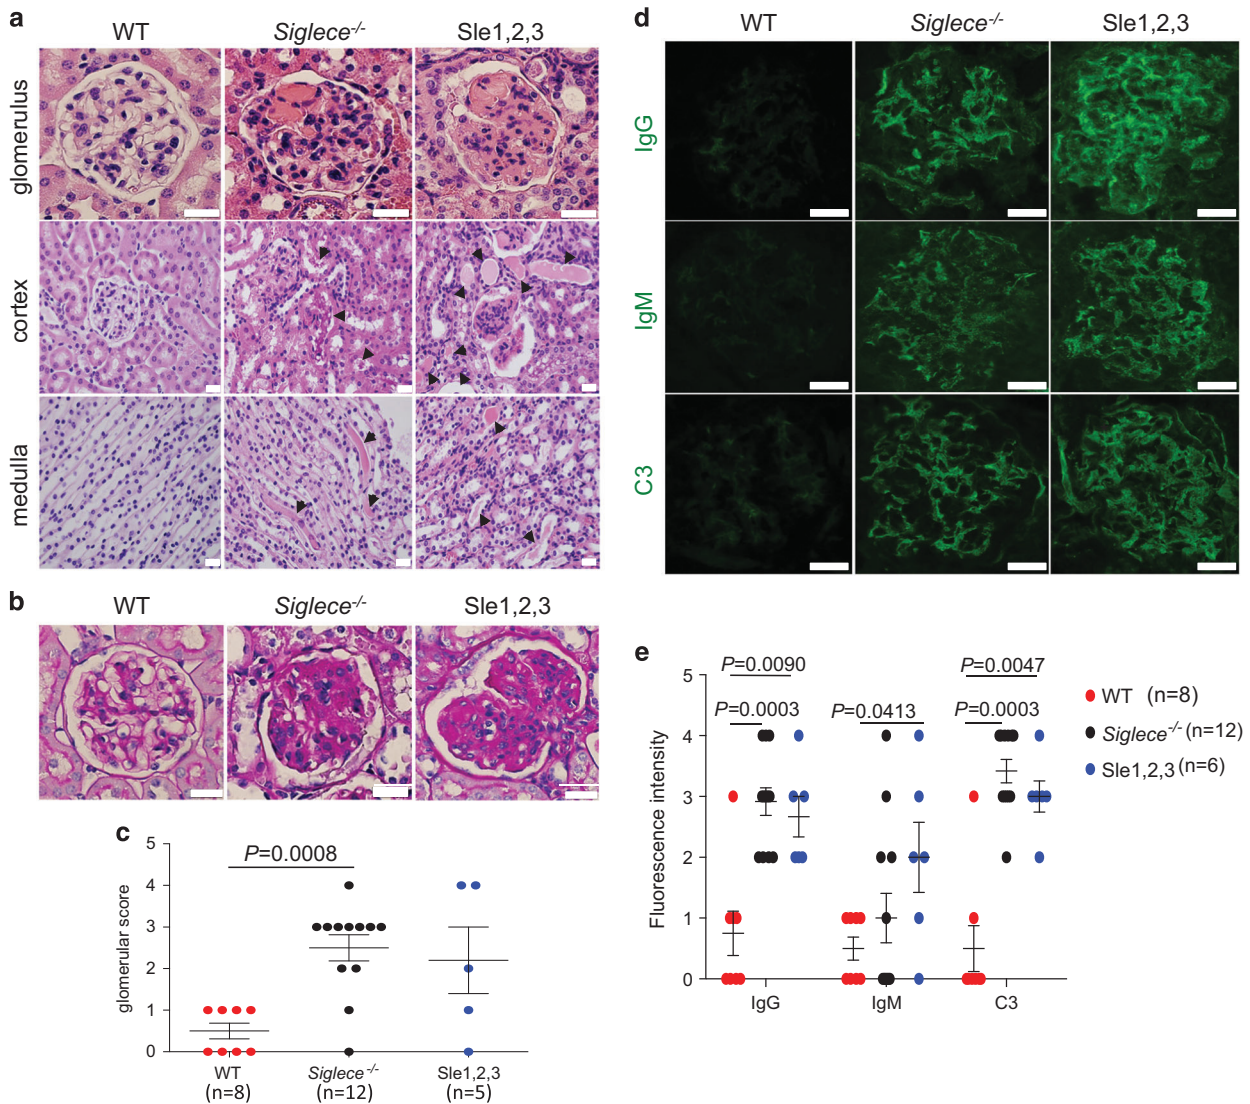 a
WT Siglece-/- Sle1,2,3
glomerulus
cortex
medulla
b
WT Siglece-/- Sle1,2,3
c
5
4
3
2
1
0
glomerular score
P=0.0008
WT Siglece-/- Sle1,2,3
(n=8) (n=12) (n=5)
d
WT Siglece-/- Sle1,2,3
IgG
IgM
C3
e
5
4
3
2
1
0
Fluorescence intensity
P=0.0090 P=0.0047
P=0.0003 P=0.0413 P=0.0003
IgG IgM C3
WT (n=8)
Siglece-/- (n=12)
Sle1,2,3 (n=6)